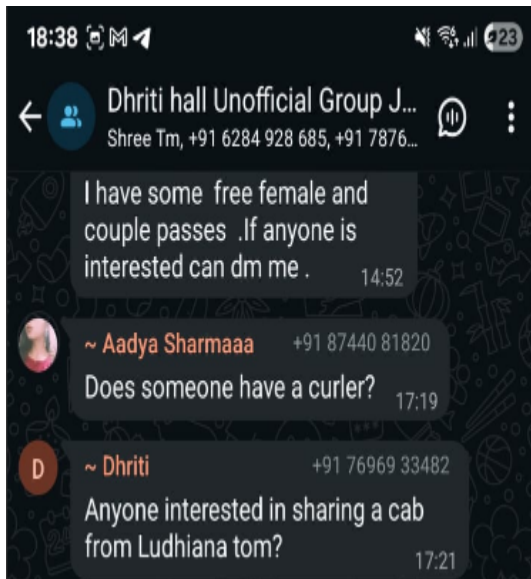 18:38 23
Dhriti hall Unofficial Group J...
Shree Tm, +91 6284 928 685, +91 7876...
I have some free female and
couple passes .If anyone is
interested can dm me . 14:52
~ Aadya Sharmaaa +91 87440 81820
Does someone have a curler? 17:19
D ~ Dhriti +91 76969 33482
Anyone interested in sharing a cab
from Ludhiana tom? 17:21